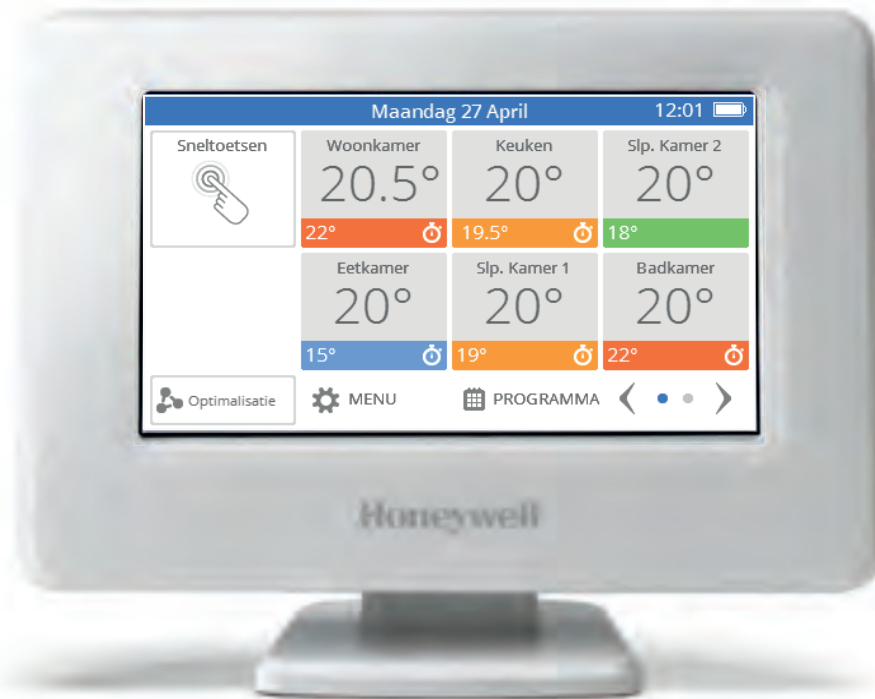 Maandag 27 April 12:01
Sneltoetsen
Woonkamer
20.5°
22°
Keuken
20°
19.5°
Slp. Kamer 2
20°
18°
Eetkamer
20°
15°
Slp. Kamer 1
20°
19°
Badkamer
20°
22°
Optimalisatie
MENU
PROGRAMMA
Honeywell